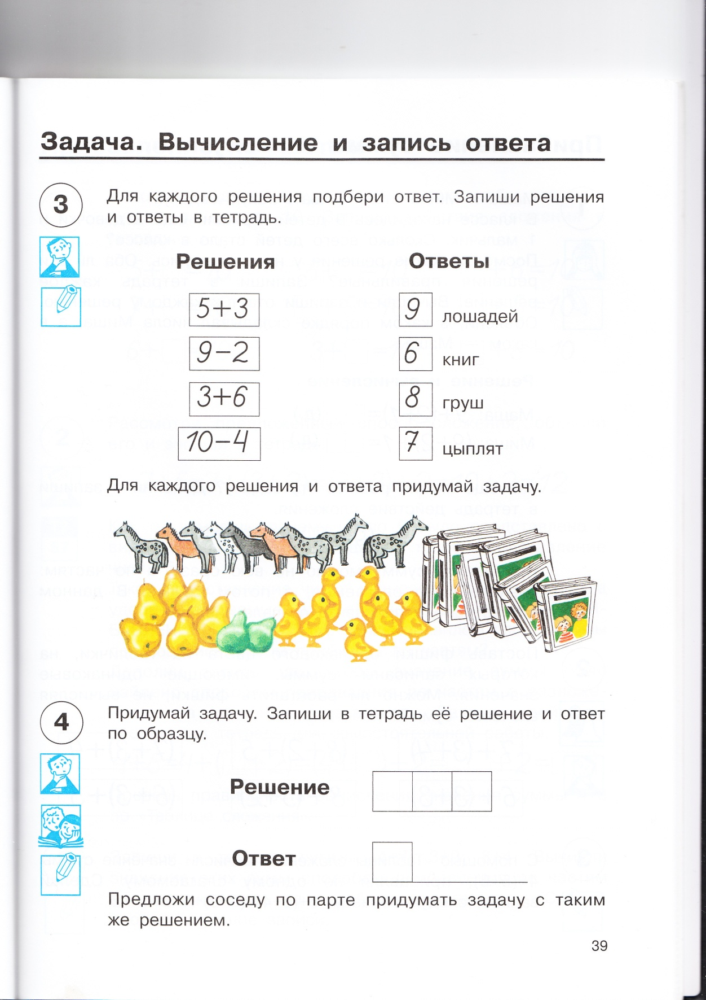 Задача. Вычисление и запись ответа
3
Для каждого решения подбери ответ. Запиши решения
и ответы в тетрадь.
Решения Ответы
5+3 9 лошадей
9−2 6 книг
3+6 8 груш
10−4 7 цыплят
Для каждого решения и ответа придумай задачу.
4
Придумай задачу. Запиши в тетрадь её решение и ответ
по образцу.
Решение
Ответ
Предложи соседу по парте придумать задачу с таким
же решением.
39